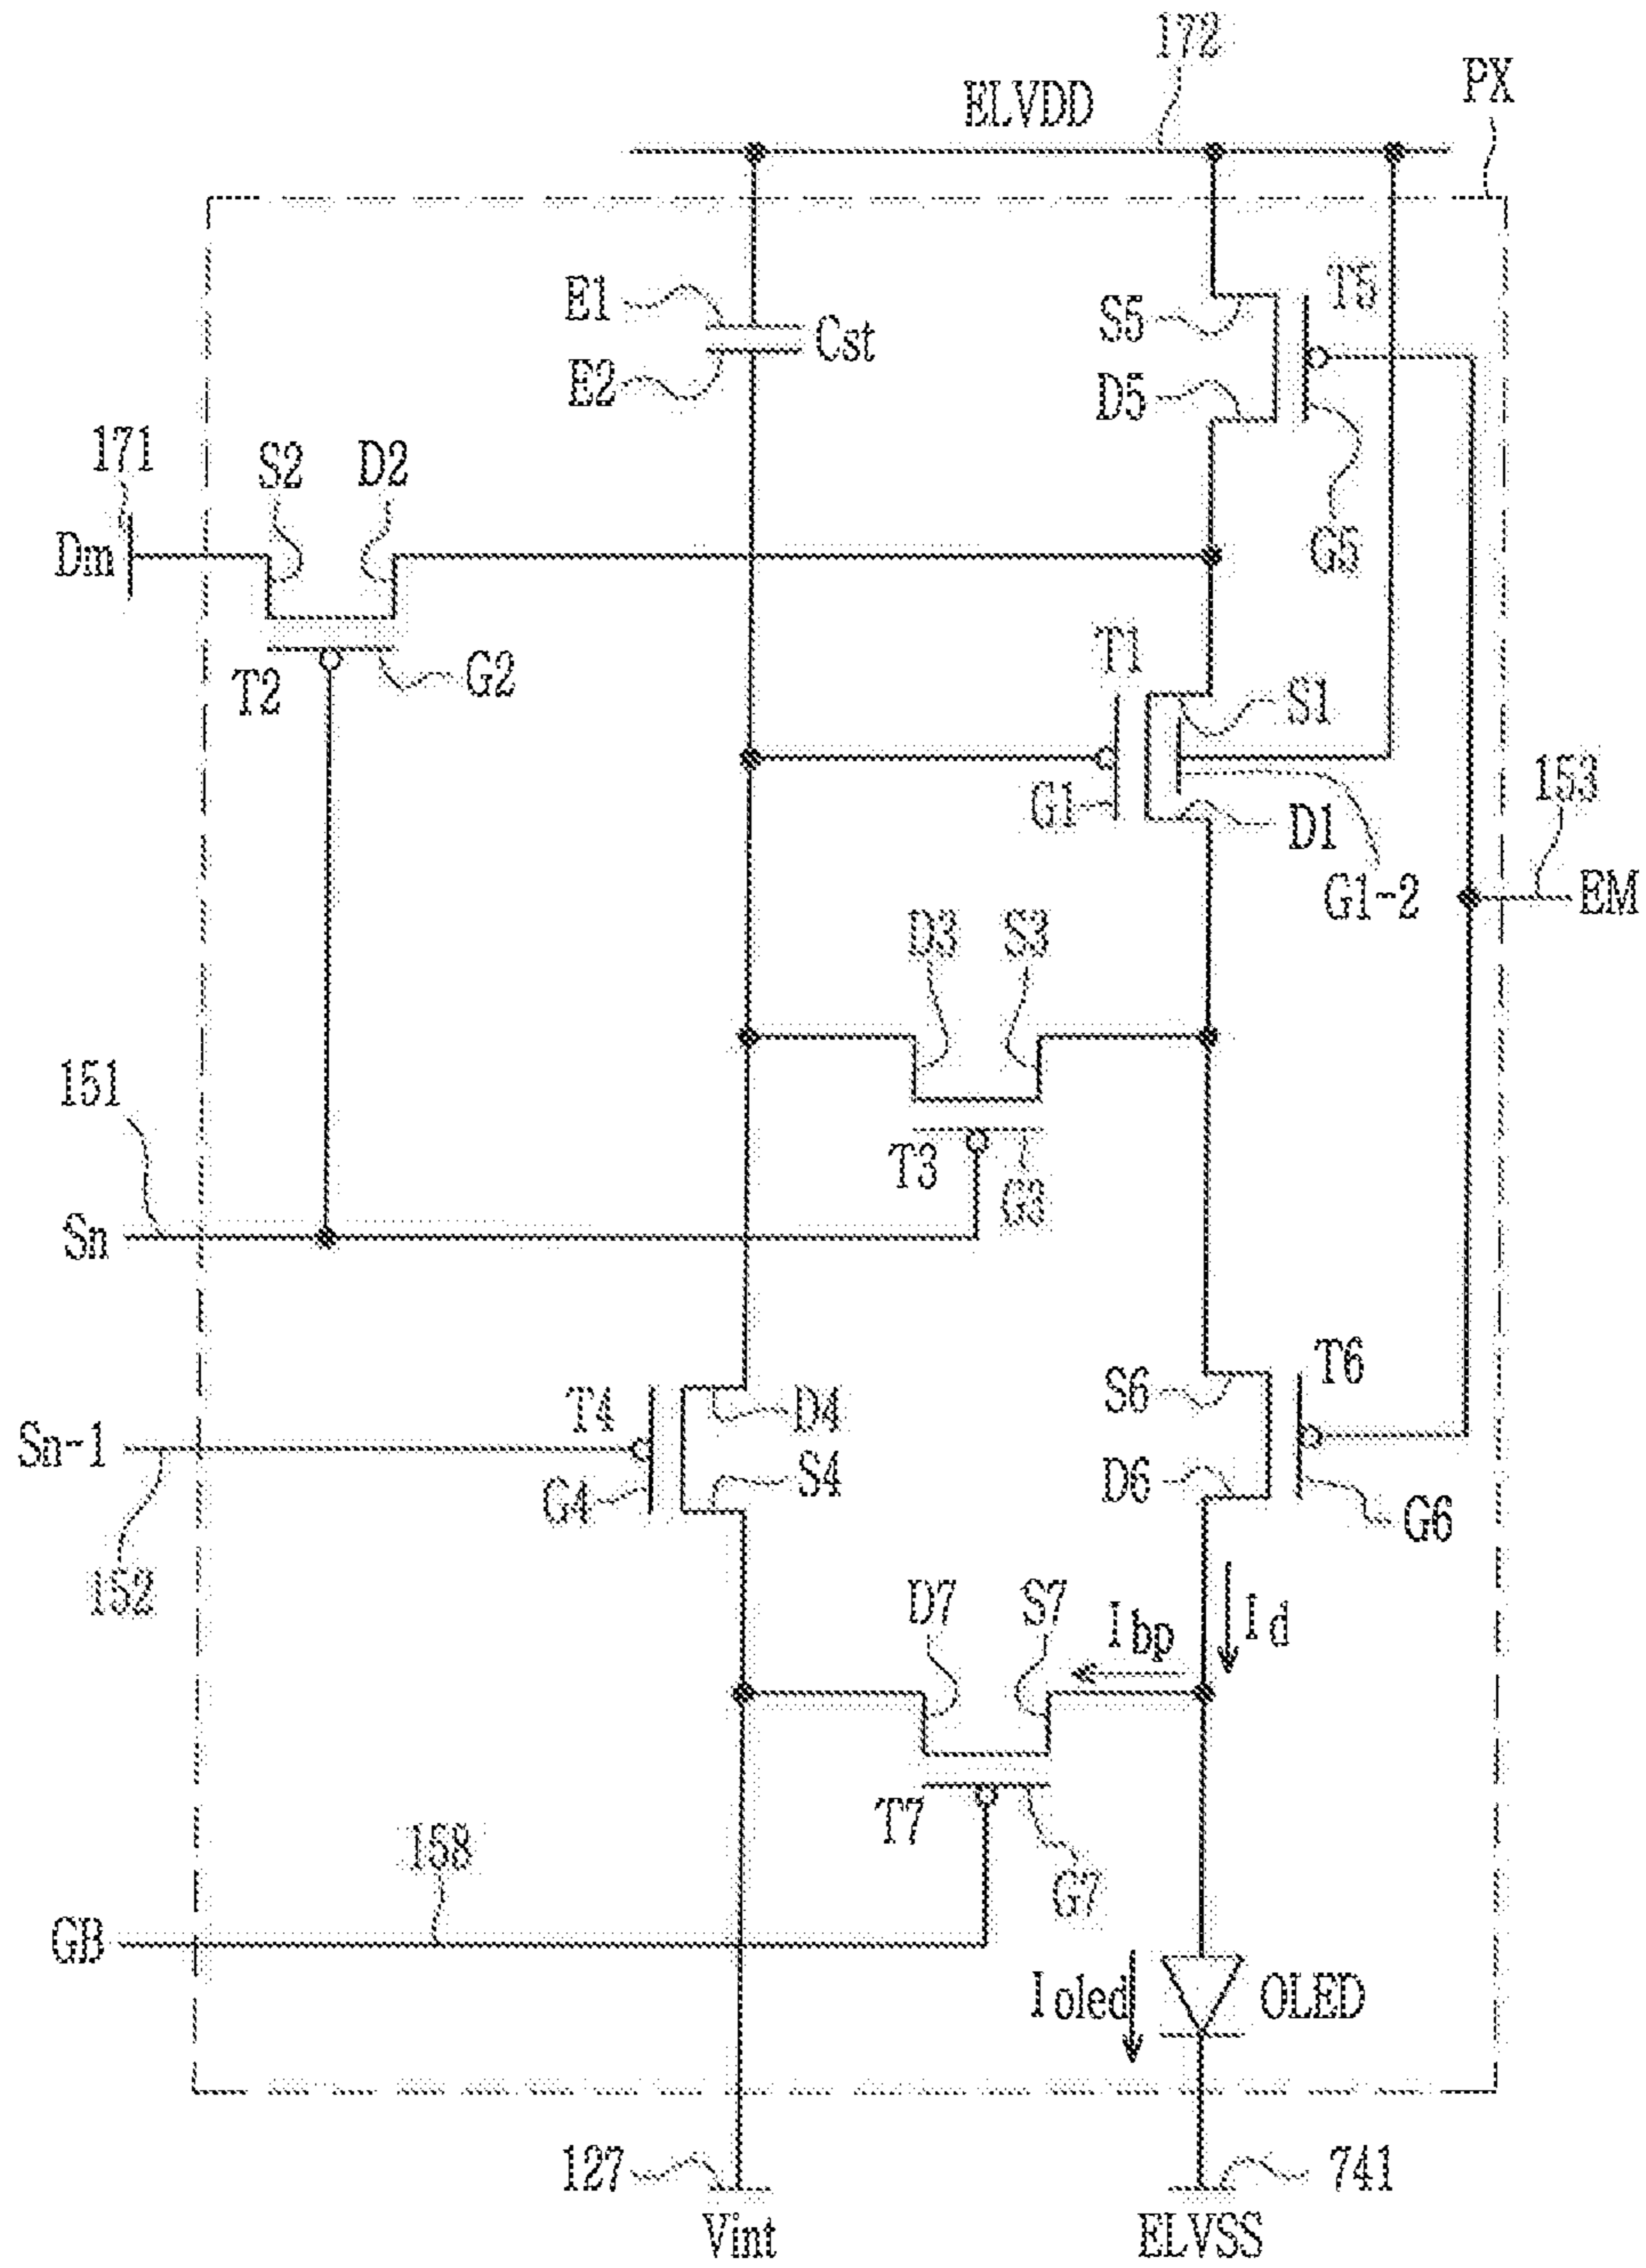 172
ELVDD
PX
E1
Cst
E2
S5
T5
D5
G5
171
S2
D2
Dm
T2
G2
T1
S1
G1
D1
G1-2
153
EM
D3
S3
151
T3
G3
Sn
T4
D4
S6
T6
Sn-1
G4
S4
D6
G6
152
D7
S7
Ibp
Id
T7
G7
158
GB
Ioled
OLED
127
741
Vint
ELVSS